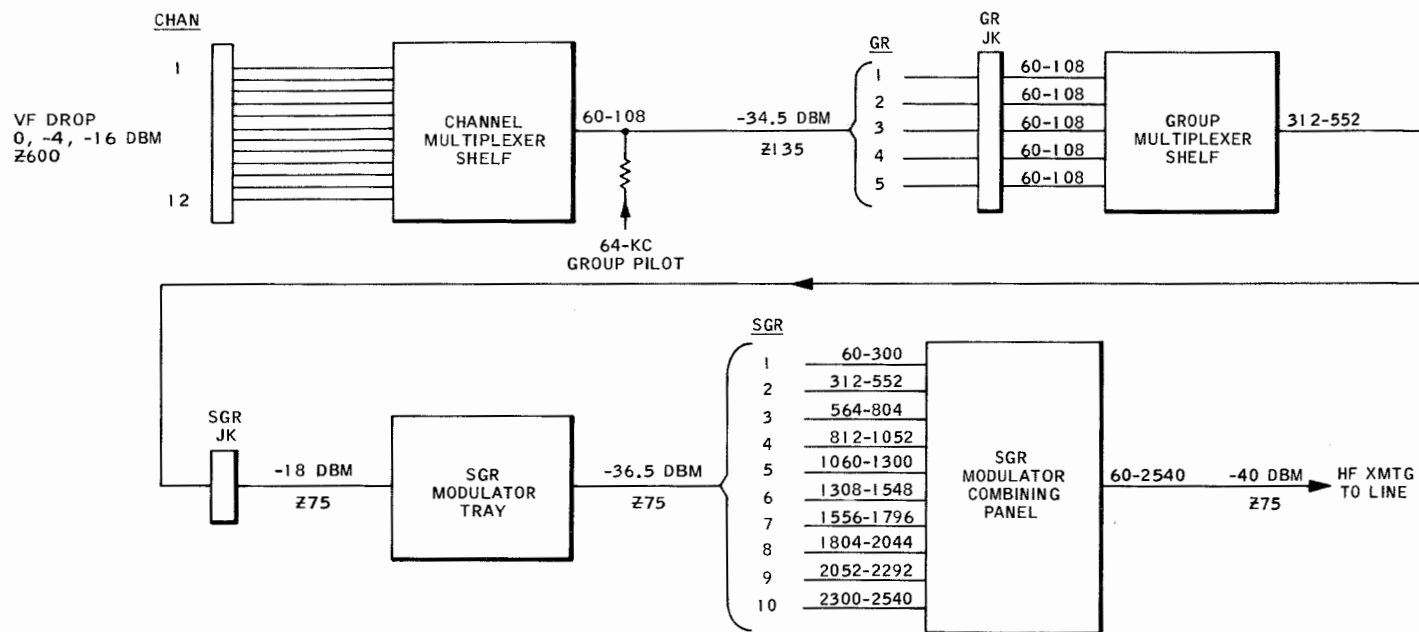 CHAN
1
12
VF DROP
0, -4, -16 DBM
Ƶ600
CHANNEL
MULTIPLEXER
SHELF
60-108
64-KC
GROUP PILOT
-34.5 DBM
Ƶ135
GR
1
2
3
4
5
GR
JK
60-108
60-108
60-108
60-108
60-108
GROUP
MULTIPLEXER
SHELF
312-552
SGR
JK
-18 DBM
Ƶ75
SGR
MODULATOR
TRAY
-36.5 DBM
Ƶ75
SGR
1 60-300
2 312-552
3 564-804
4 812-1052
5 1060-1300
6 1308-1548
7 1556-1796
8 1804-2044
9 2052-2292
10 2300-2540
SGR
MODULATOR
COMBINING
PANEL
60-2540
-40 DBM
Ƶ75
HF XMTG
TO LINE